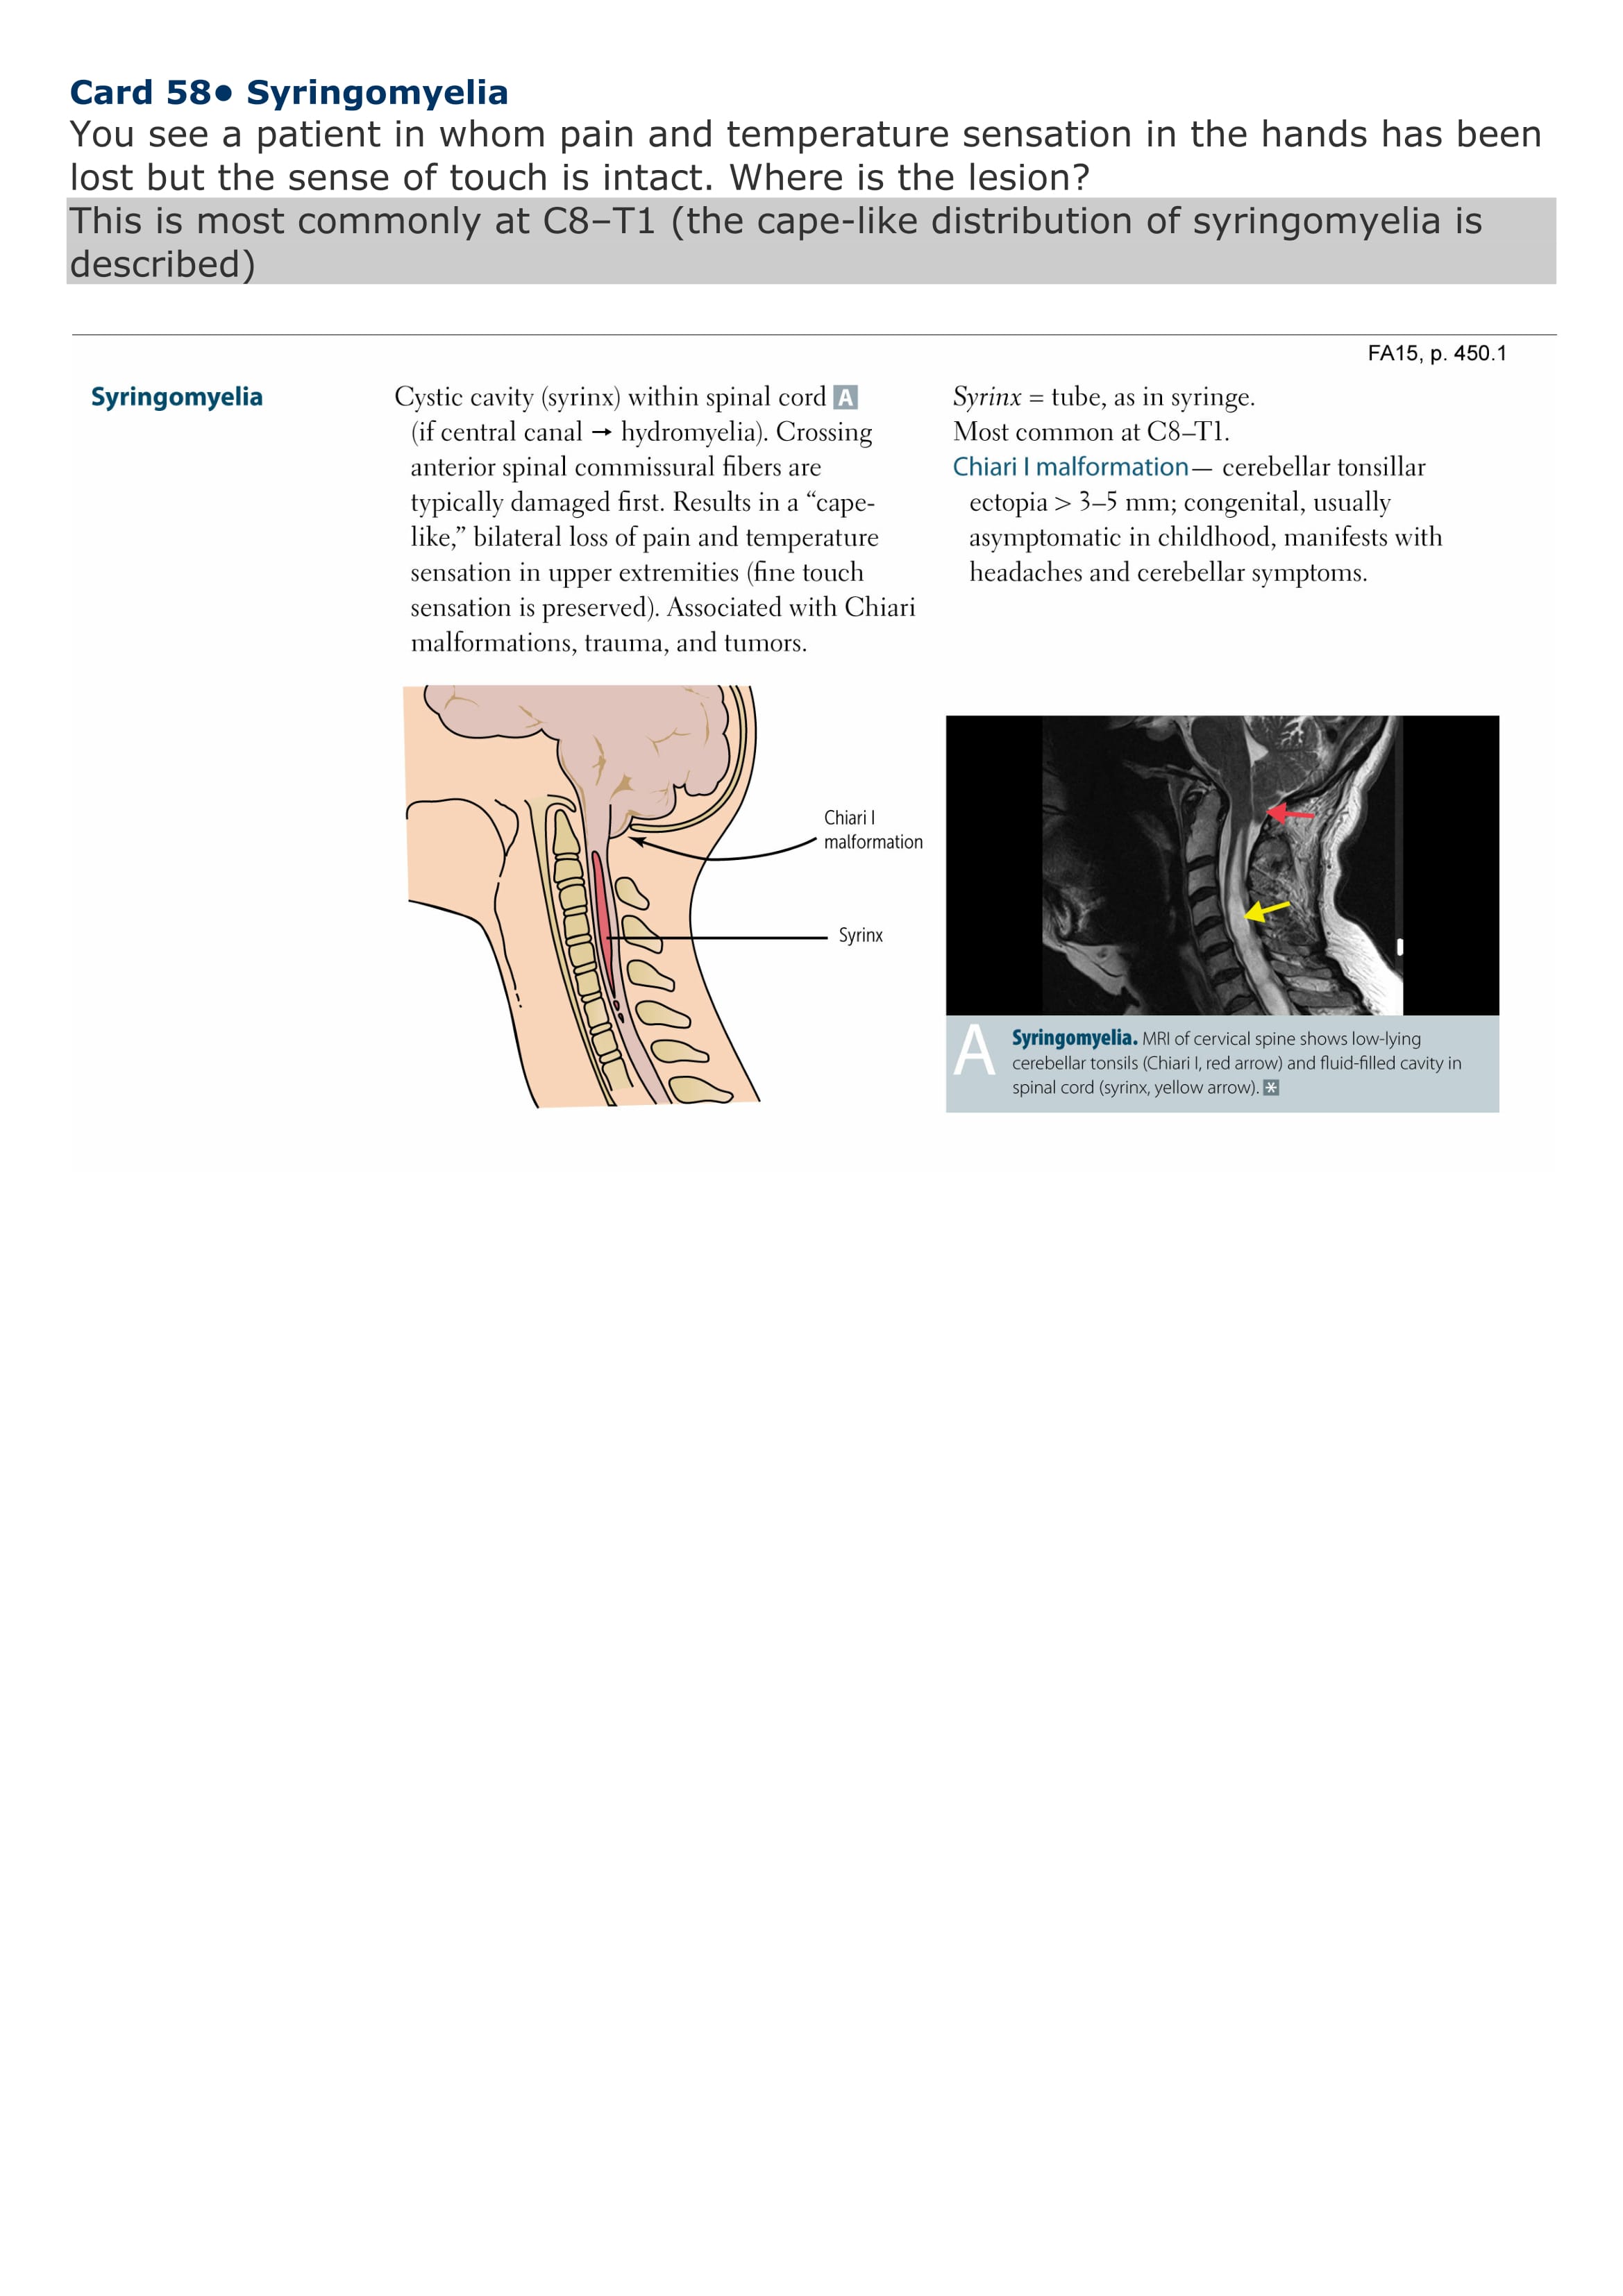 Card 58● Syringomyelia
You see a patient in whom pain and temperature sensation in the hands has been
lost but the sense of touch is intact. Where is the lesion?
This is most commonly at C8–T1 (the cape-like distribution of syringomyelia is
described)
FA15, p. 450.1
Syringomyelia
Cystic cavity (syrinx) within spinal cord A
(if central canal → hydromyelia). Crossing
anterior spinal commissural fibers are
typically damaged first. Results in a “cape-
like,” bilateral loss of pain and temperature
sensation in upper extremities (fine touch
sensation is preserved). Associated with Chiari
malformations, trauma, and tumors.
Syrinx = tube, as in syringe.
Most common at C8–T1.
Chiari I malformation— cerebellar tonsillar
ectopia > 3–5 mm; congenital, usually
asymptomatic in childhood, manifests with
headaches and cerebellar symptoms.
Chiari I
malformation
Syrinx
A
Syringomyelia. MRI of cervical spine shows low-lying
cerebellar tonsils (Chiari I, red arrow) and fluid-filled cavity in
spinal cord (syrinx, yellow arrow). *